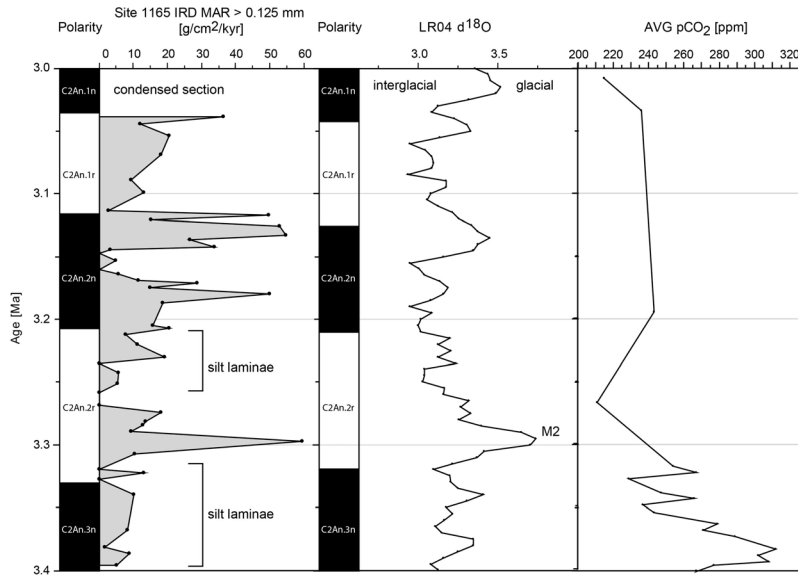 Site 1165 IRD MAR > 0.125 mm
Polarity [g/cm2/kyr] Polarity LR04 d18O AVG pCO2 [ppm]
0 10 20 30 40 50 60 3.0 3.5 200 220 240 260 280 300 320
3.0
C2An.1n condensed section C2An.1n interglacial glacial
C2An.1r C2An.1r
3.1
C2An.2n C2An.2n
Age [Ma]
3.2
silt laminae
C2An.2r C2An.2r
M2
3.3
silt laminae
C2An.3n C2An.3n
3.4